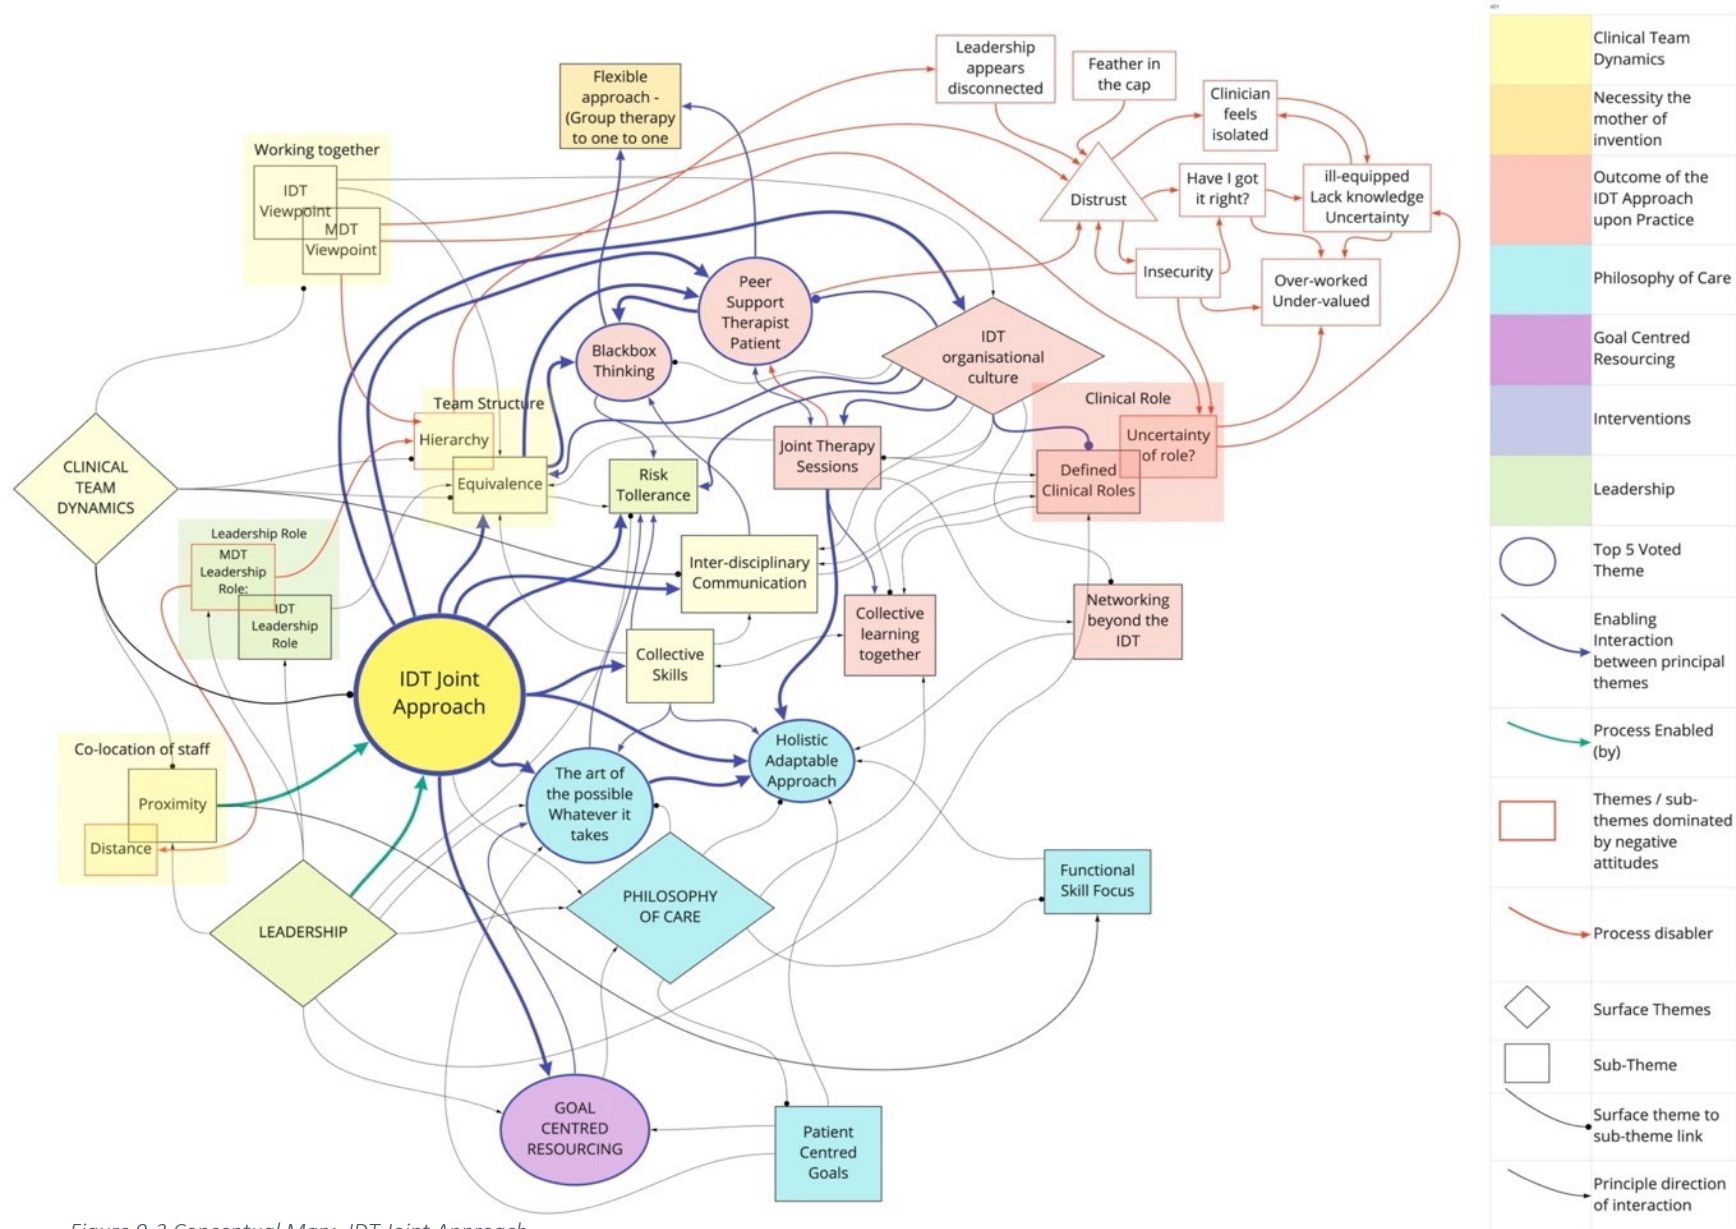 Leadership
appears
disconnected
Feather in
the cap
Flexible
approach -
(Group therapy
to one to one
Clinician
feels
isolated
Working together
IDT
Viewpoint
MDT
Viewpoint
Distrust
Have I got
it right?
ill-equipped
Lack knowledge
Uncertainty
Insecurity
Over-worked
Under-valued
Peer
Support
Therapist
Patient
Blackbox
Thinking
IDT
organisational
culture
Team Structure
Hierarchy
Equivalence
Clinical Role
Uncertainty
of role?
Defined
Clinical Roles
Joint Therapy
Sessions
Risk
Tollerance
CLINICAL
TEAM
DYNAMICS
Leadership Role
MDT
Leadership
Role:
IDT
Leadership
Role
Inter-disciplinary
Communication
Collective
learning
together
Networking
beyond the
IDT
Collective
Skills
IDT Joint
Approach
Holistic
Adaptable
Approach
Co-location of staff
Proximity
Distance
The art of
the possible
Whatever it
takes
Functional
Skill Focus
PHILOSOPHY
OF CARE
LEADERSHIP
GOAL
CENTRED
RESOURCING
Patient
Centred
Goals
KEY
Clinical Team
Dynamics
Necessity the
mother of
invention
Outcome of the
IDT Approach
upon Practice
Philosophy of Care
Goal Centred
Resourcing
Interventions
Leadership
Top 5 Voted
Theme
Enabling
Interaction
between principal
themes
Process Enabled
(by)
Themes / sub-
themes dominated
by negative
attitudes
Process disabler
Surface Themes
Sub-Theme
Surface theme to
sub-theme link
Principle direction
of interaction